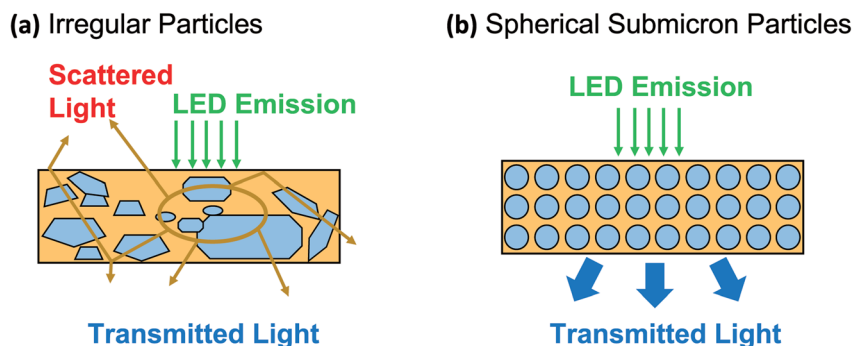 (a) Irregular Particles
(b) Spherical Submicron Particles
Scattered
Light
LED Emission
LED Emission
Transmitted Light
Transmitted Light